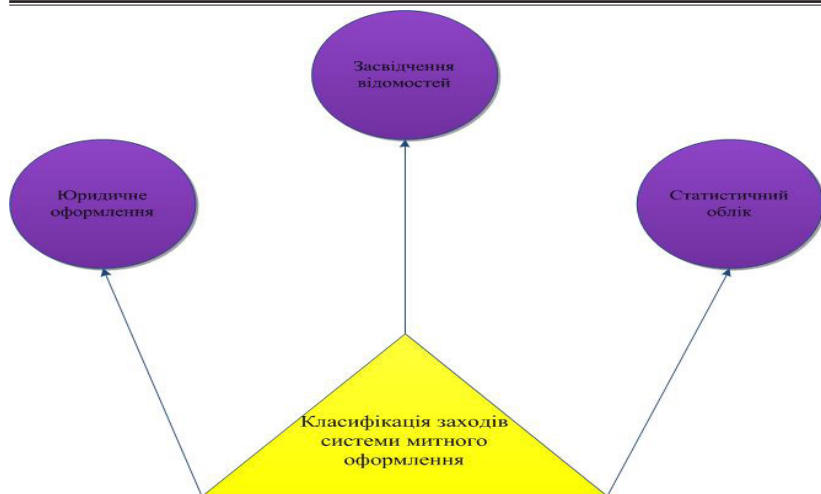 Засвідчення
відомостей
Юридичне
оформлення
Статистичний
облік
Класифікація заходів
системи митного
оформлення